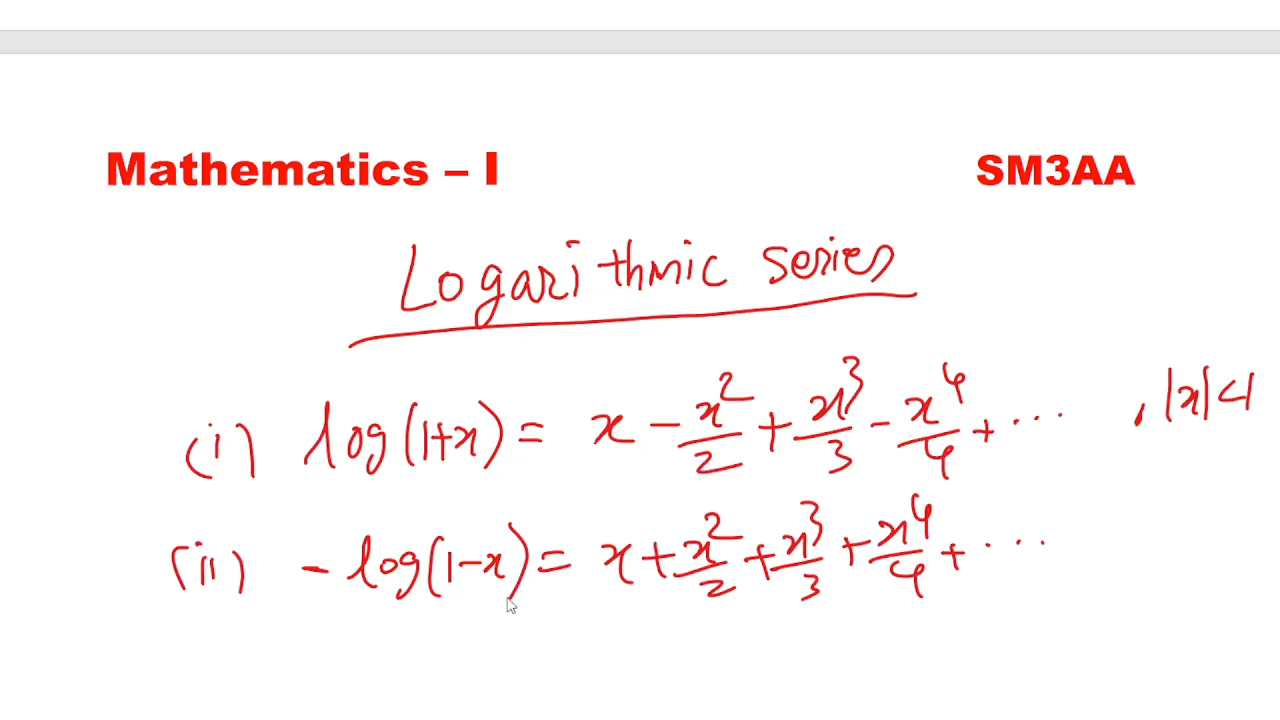 Mathematics – I SM3AA
Logarithmic series
(i) log(1+x) = x - x²/2 + x³/3 - x⁴/4 + ... , |x|<1
(ii) - log(1-x) = x + x²/2 + x³/3 + x⁴/4 + ...